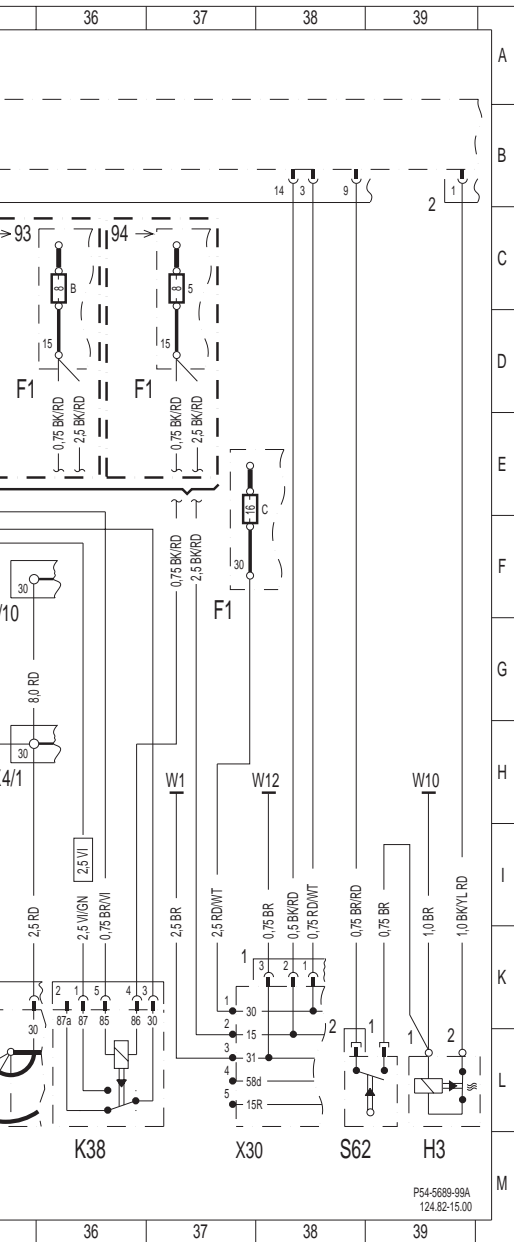 36 37 38 39
A
B
14 3 9 1
2
93 94
C
8 B 8 5
15 15
D
F1 F1
0,75 BK/RD 2,5 BK/RD 0,75 BK/RD 2,5 BK/RD
E
16 C
0,75 BK/RD 2,5 BK/RD
30 30
F
/10 F1
8,0 RD
G
30
4/1
W1 W12 W10
H
2,5 VI
I
2,5 RD 2,5 VI/GN 0,75 BR/VI 2,5 BR 2,5 RD/WT 0,75 BR 0,5 BK/RD 0,75 RD/WT 0,75 BR/RD 0,75 BR 1,0 BR 1,0 BK/YL RD
1
2 1 5 4 3 3 2 1
K
87a 87 85 86 30
1 30
2 15 2 1 1 2
30
3 31
L
4 58d
5 15R
K38 X30 S62 H3
M
P54-5689-99A
124.82-15.00
36 37 38 39